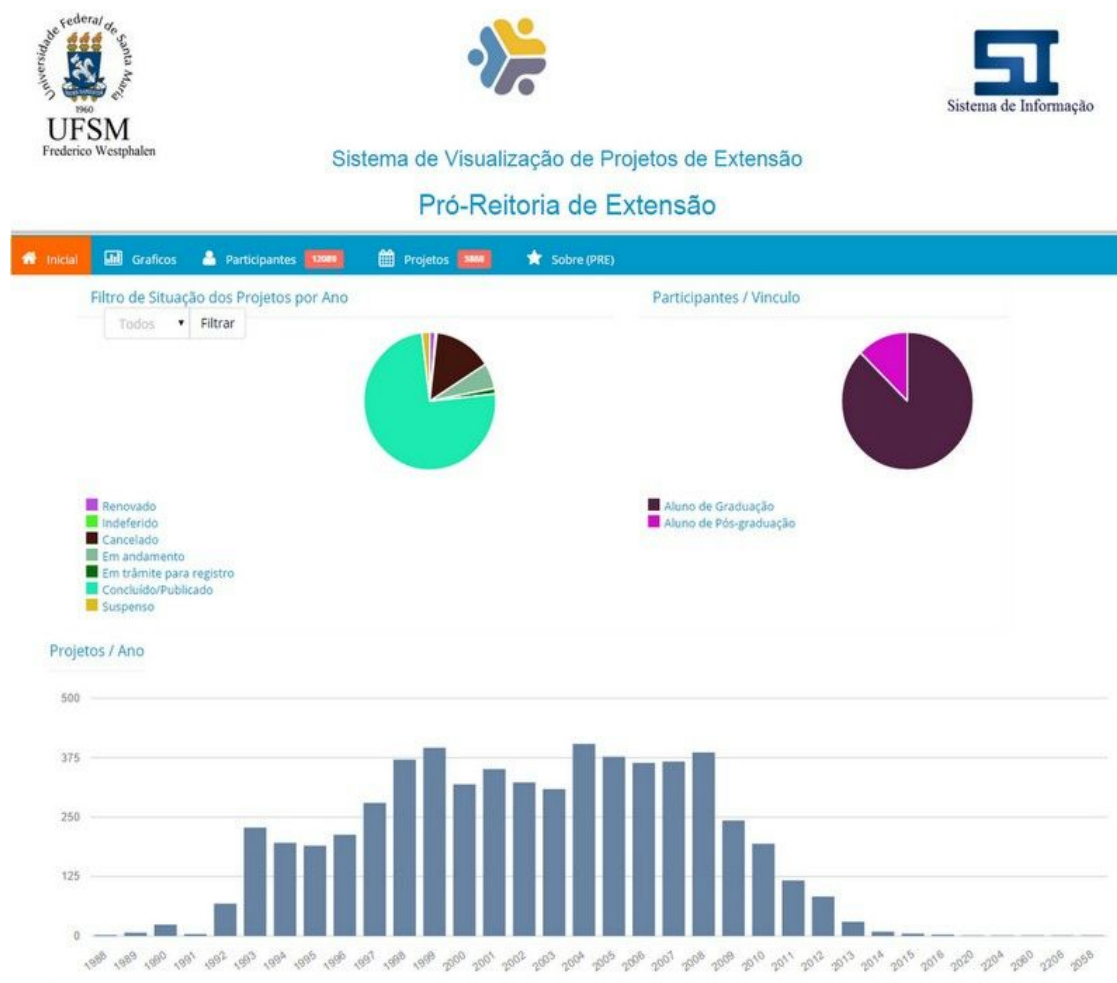 Universidade Federal de Santa Maria
1960
UFSM
Frederico Westphalen
SI
Sistema de Informação
Sistema de Visualização de Projetos de Extensão
Pró-Reitoria de Extensão
Inicial Graficos Participantes 12089 Projetos Sobre (PRE)
Filtro de Situação dos Projetos por Ano
Todos Filtrar
Participantes / Vinculo
Renovado
Indeferido
Cancelado
Em andamento
Em trâmite para registro
Concluído/Publicado
Suspenso
Aluno de Graduação
Aluno de Pós-graduação
Projetos / Ano
500
375
250
125
0
1988 1989 1990 1991 1992 1993 1994 1995 1996 1997 1998 1999 2000 2001 2002 2003 2004 2005 2006 2007 2008 2009 2010 2011 2012 2013 2014 2015 2016 2020 2204 2060 2206 2058